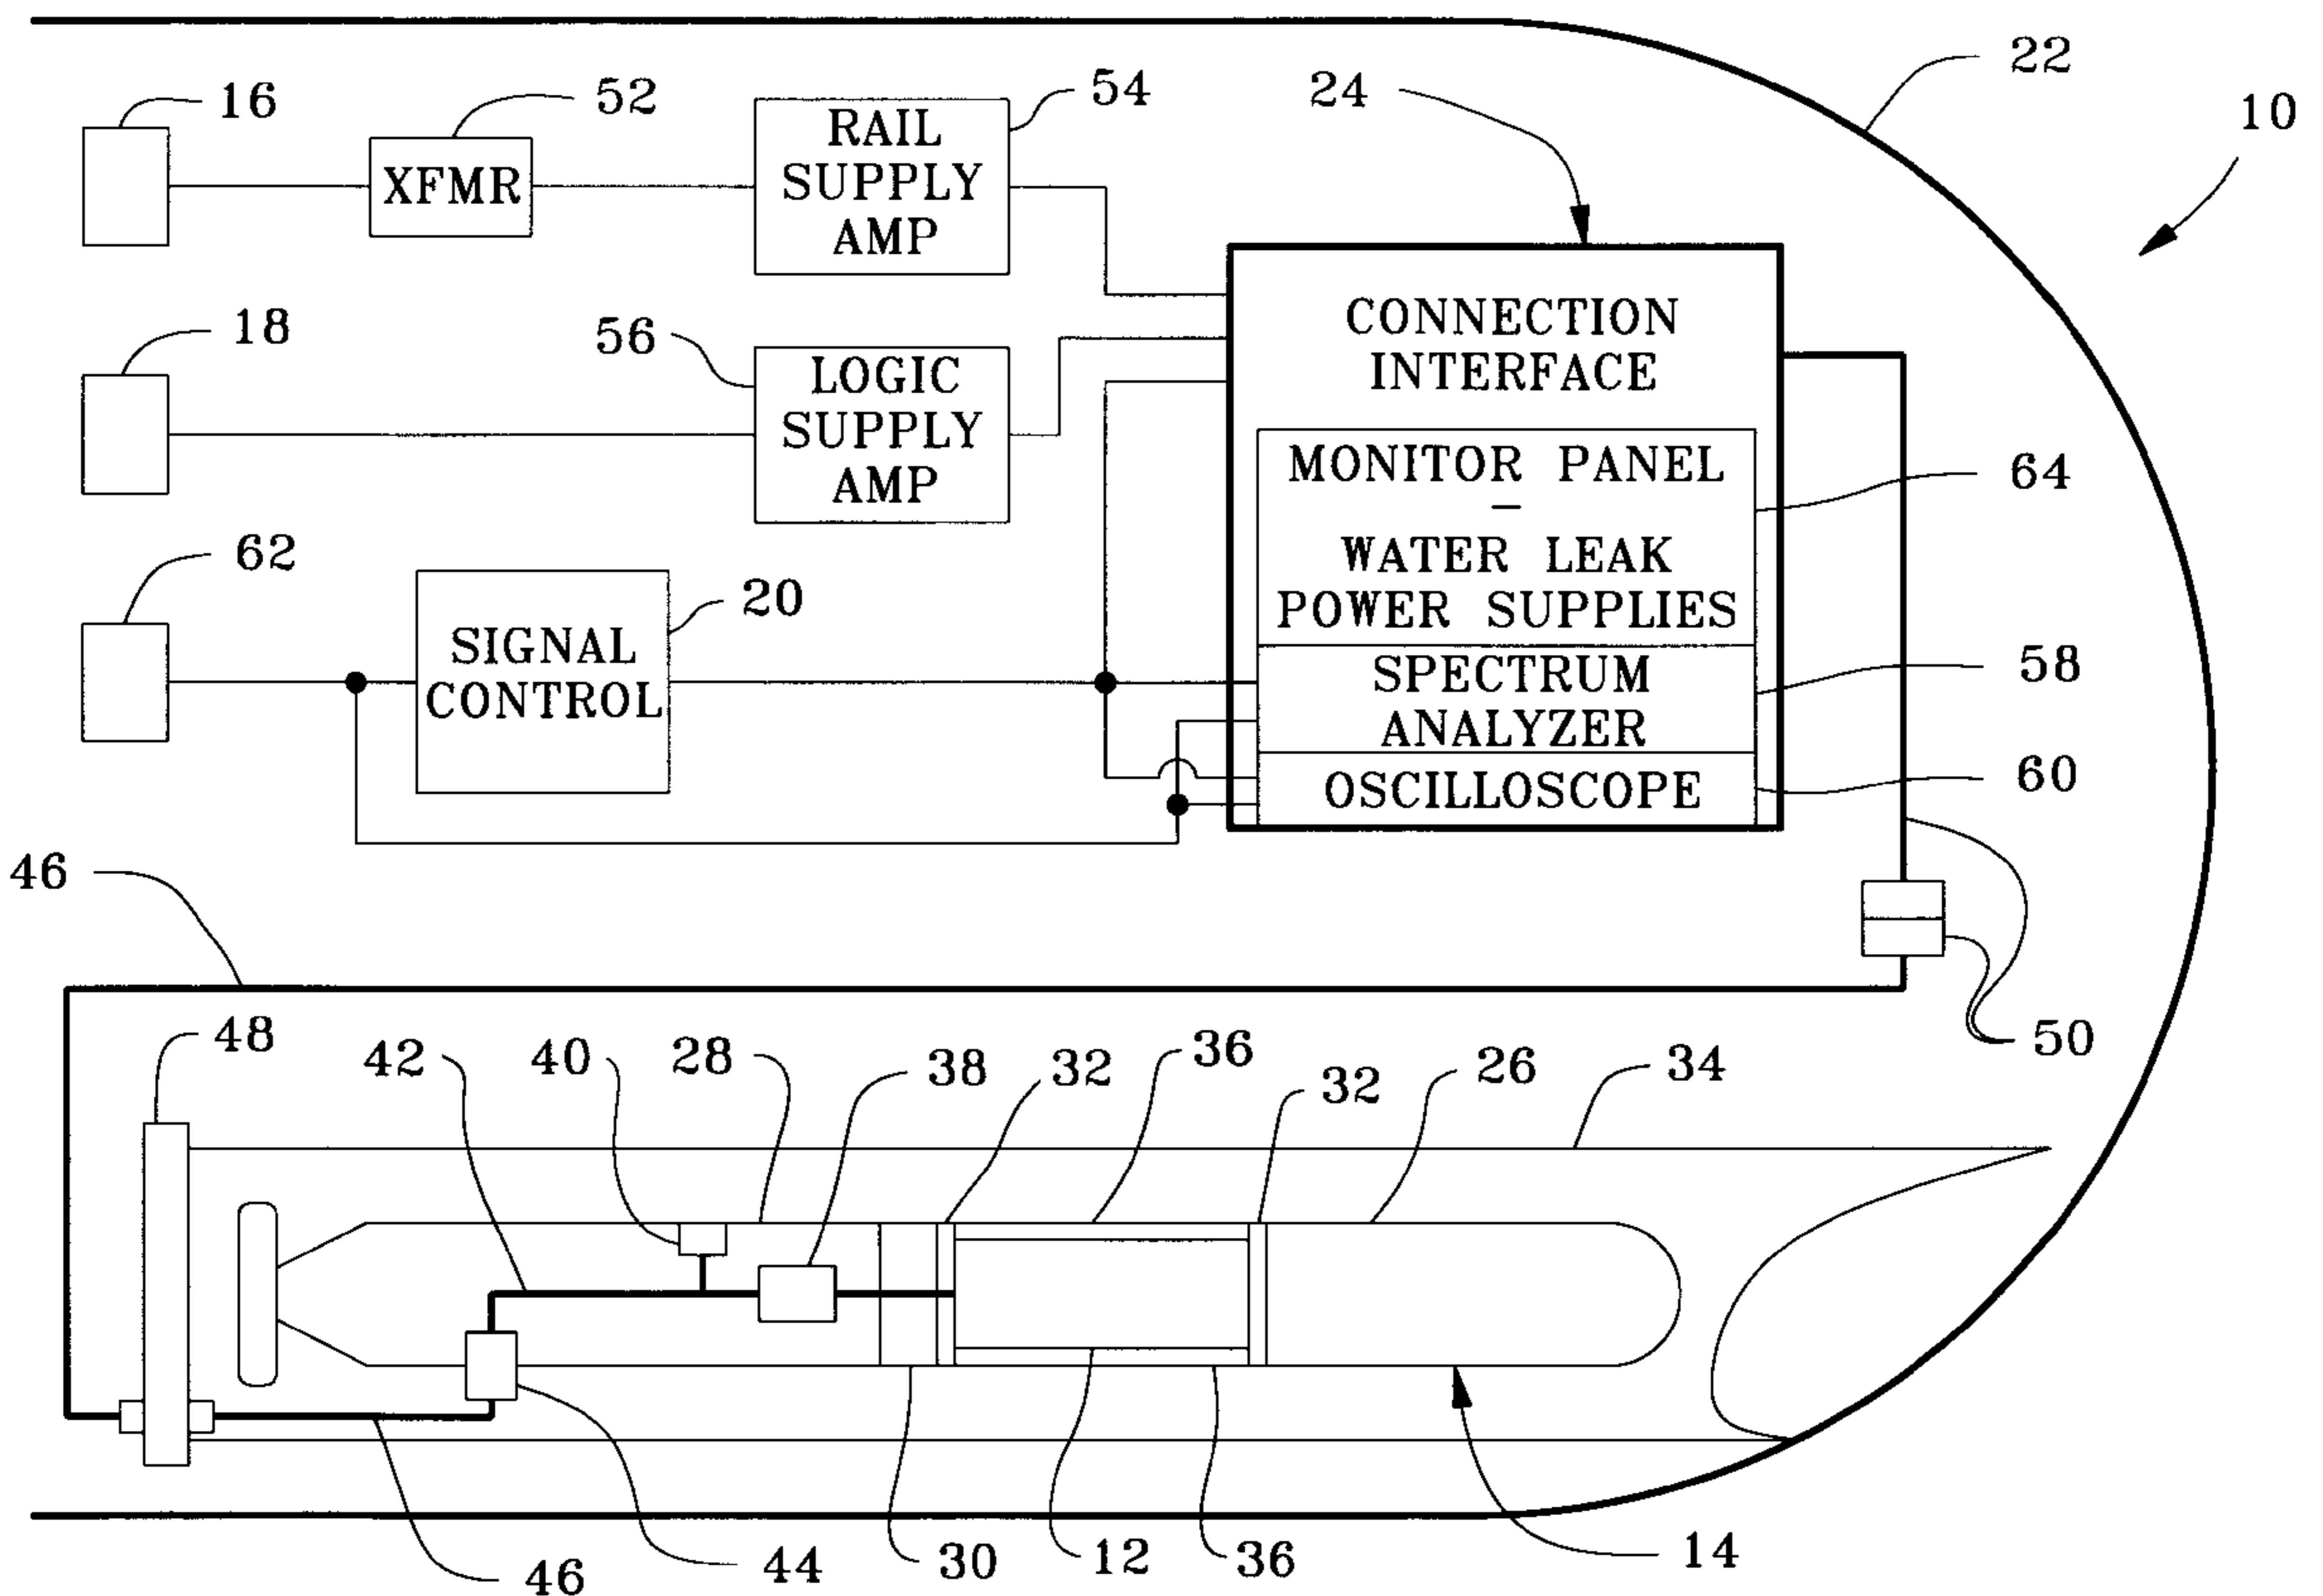 22
10
16
52
54
24
XFMR
RAIL
SUPPLY
AMP
18
56
LOGIC
SUPPLY
AMP
CONNECTION
INTERFACE
MONITOR PANEL
–
WATER LEAK
POWER SUPPLIES
64
62
20
SIGNAL
CONTROL
SPECTRUM
ANALYZER
58
OSCILLOSCOPE
60
46
50
48
42
40
28
38
32
36
32
26
34
46
44
30
12
36
14